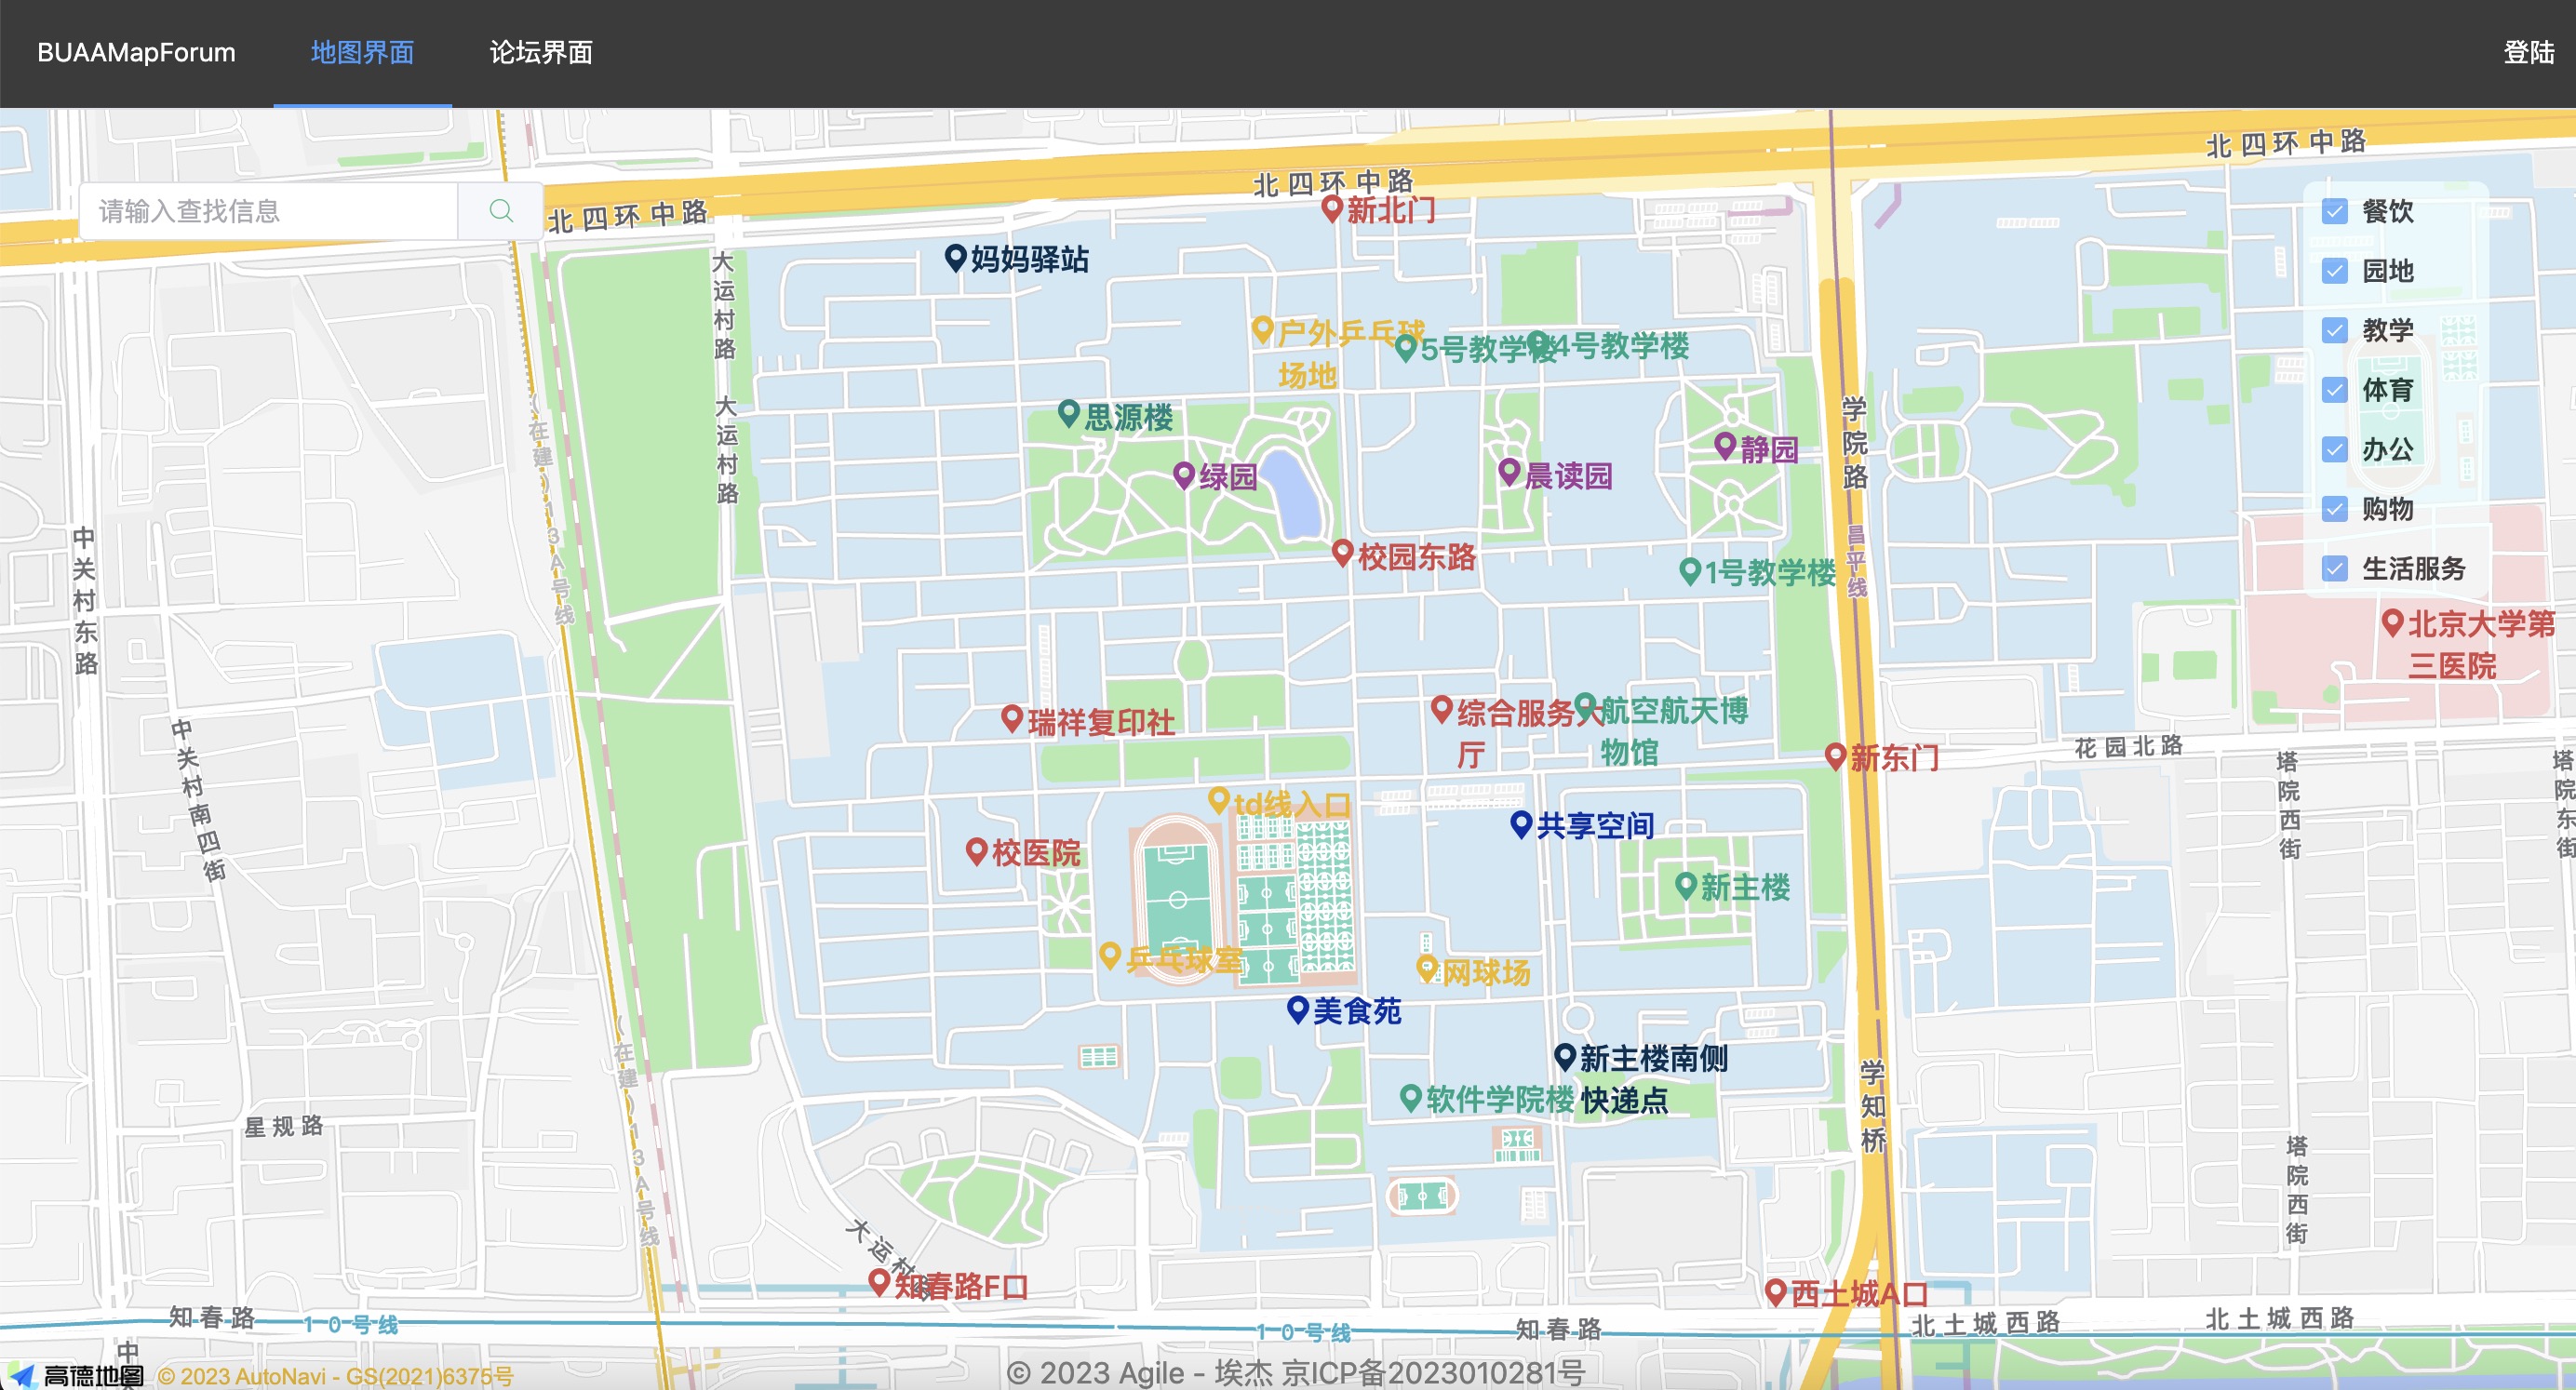 BUAAMapForum
地图界面
论坛界面
登陆
请输入查找信息
北四环中路
北四环中路
北四环中路
新北门
妈妈驿站
餐饮
园地
教学
体育
办公
购物
生活服务
大运村路
大运村路
户外乒乓球
场地
5号教学楼
4号教学楼
思源楼
绿园
晨读园
静园
学院路
(在建)13A号线
中关村东路
校园东路
1号教学楼
昌平线
北京大学第
三医院
瑞祥复印社
综合服务大
厅
航空航天博
物馆
新东门
花园北路
中关村南四街
塔院西街
塔院东街
td线入口
共享空间
校医院
新主楼
乒乓球室
网球场
美食苑
新主楼南侧
快递点
软件学院楼
(在建)13A号线
学知桥
星规路
塔院西街
大运村路
知春路F口
西土城A口
知春路
10号线
10号线
知春路
北土城西路
北土城西路
中
高德地图
© 2023 AutoNavi - GS(2021)6375号
© 2023 Agile - 埃杰 京ICP备2023010281号